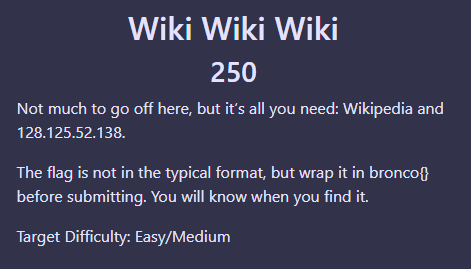 Wiki Wiki Wiki
250
Not much to go off here, but it's all you need: Wikipedia and
128.125.52.138.
The flag is not in the typical format, but wrap it in bronco{}
before submitting. You will know when you find it.
Target Difficulty: Easy/Medium